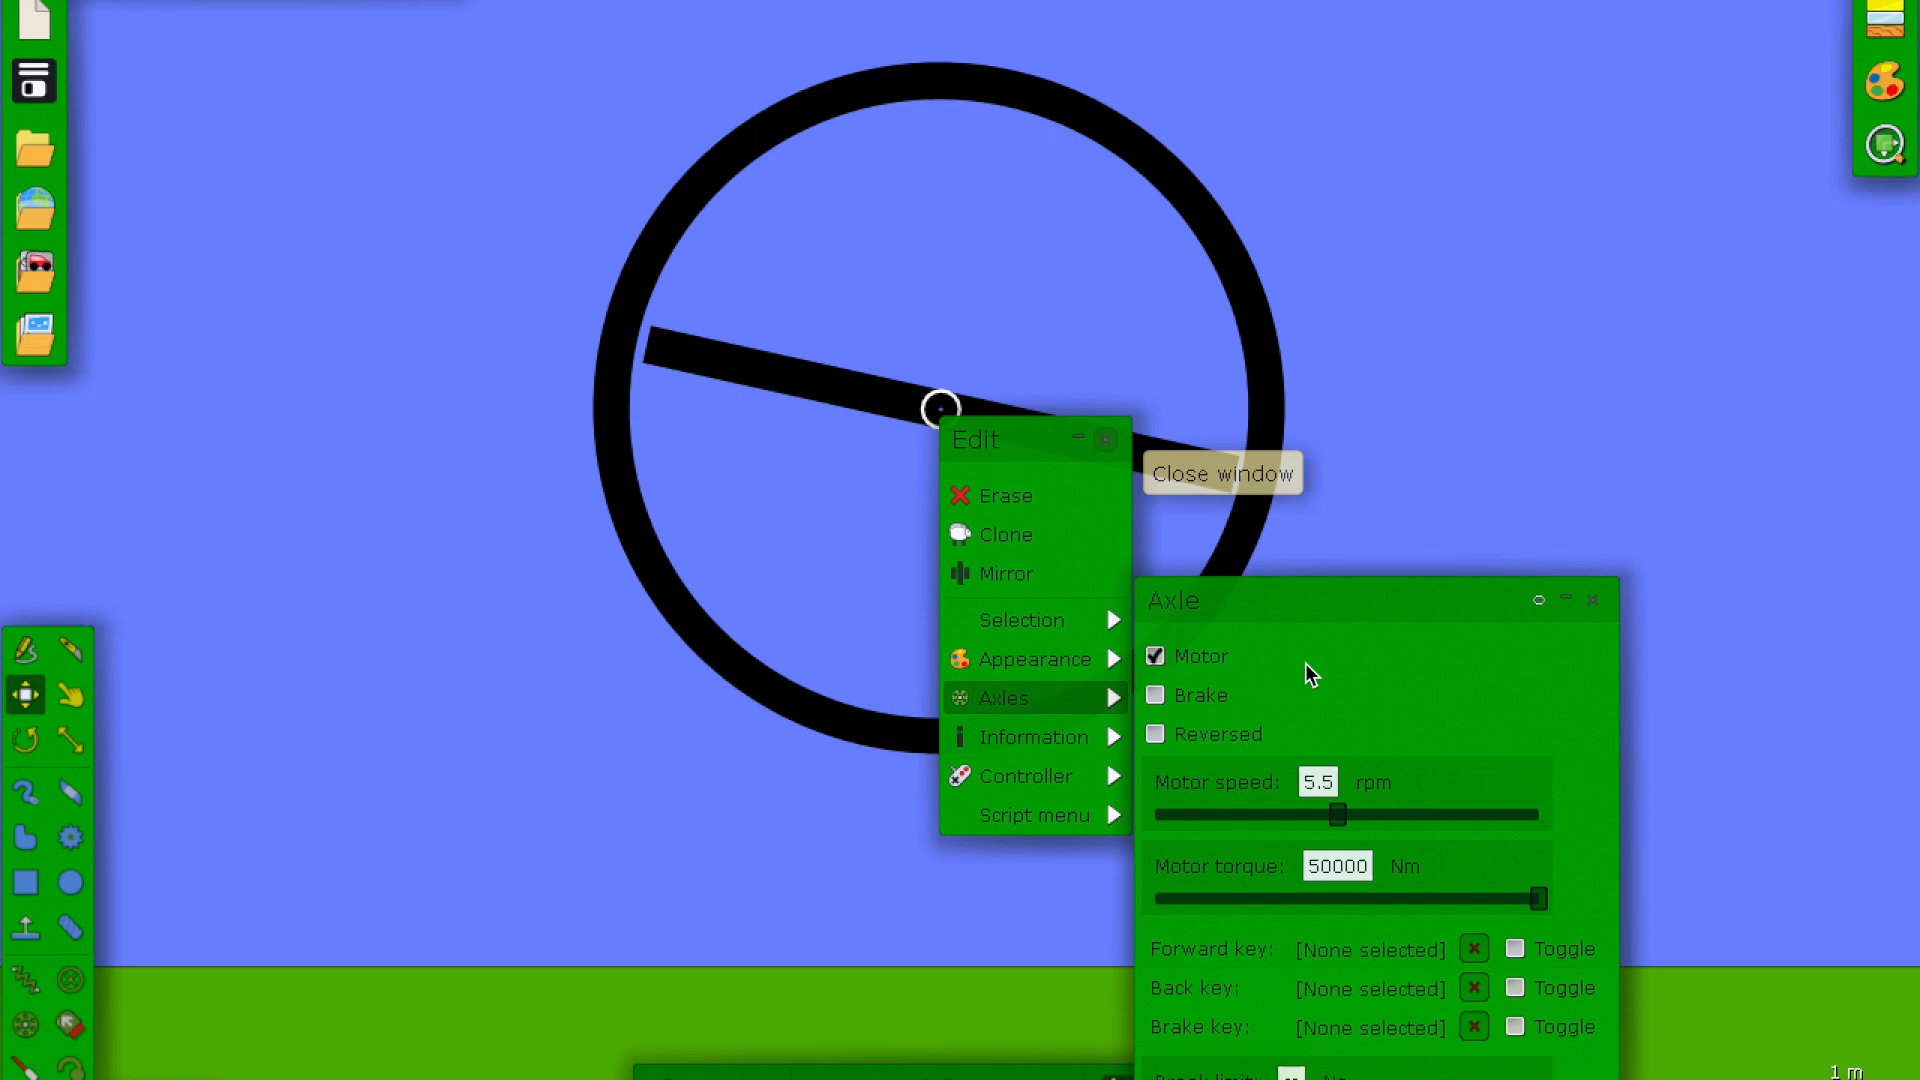 Edit
Close window
Erase
Clone
Mirror
Selection
Appearance
Axles
Information
Controller
Script menu
Axle
Motor
Brake
Reversed
Motor speed: 5.5 rpm
Motor torque: 50000 Nm
Forward key: [None selected] Toggle
Back key: [None selected] Toggle
Brake key: [None selected] Toggle
1 m